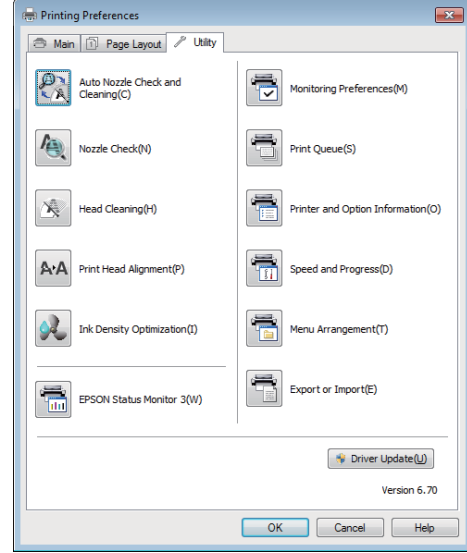 Printing Preferences
Main
Page Layout
Utility
Auto Nozzle Check and
Cleaning(C)
Nozzle Check(N)
Head Cleaning(H)
A A
Print Head Alignment(P)
Ink Density Optimization(I)
EPSON Status Monitor 3(W)
Monitoring Preferences(M)
Print Queue(S)
Printer and Option Information(O)
Speed and Progress(D)
Menu Arrangement(T)
Export or Import(E)
Driver Update(U)
Version 6.70
OK
Cancel
Help